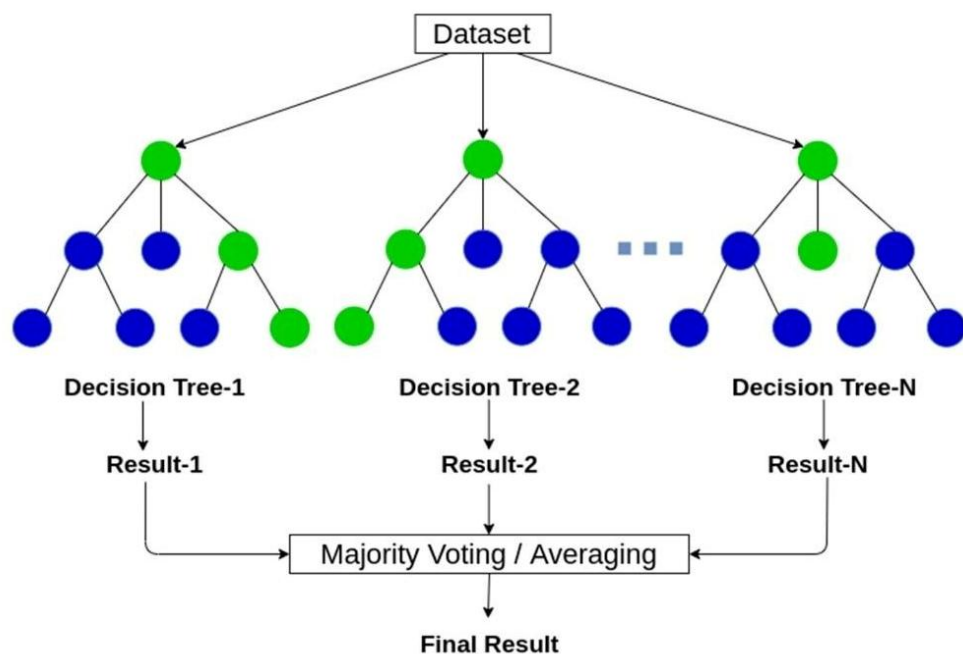 Dataset
Decision Tree-1
Decision Tree-2
Decision Tree-N
Result-1
Result-2
Result-N
Majority Voting / Averaging
Final Result